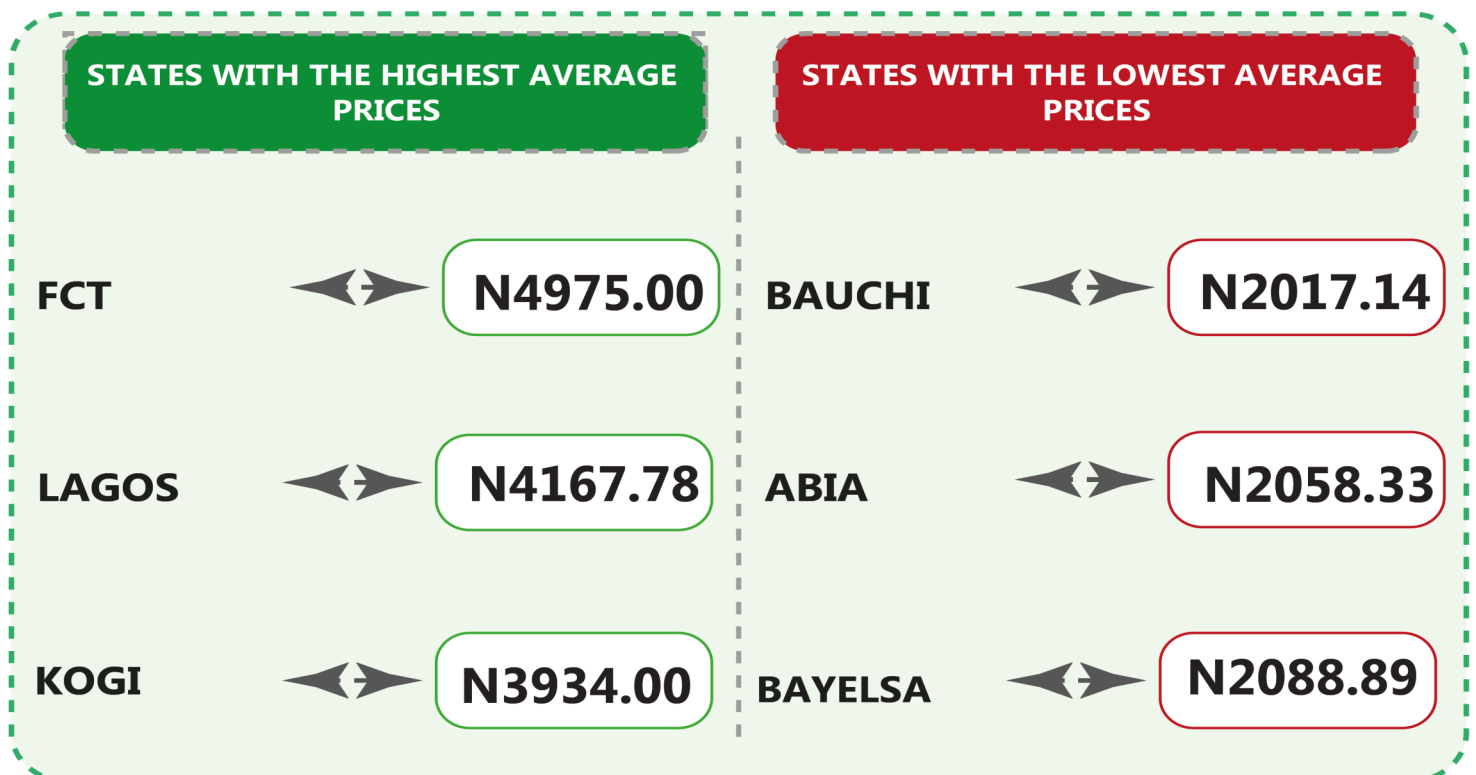 STATES WITH THE HIGHEST AVERAGE
PRICES
FCT N4975.00
LAGOS N4167.78
KOGI N3934.00
STATES WITH THE LOWEST AVERAGE
PRICES
BAUCHI N2017.14
ABIA N2058.33
BAYELSA N2088.89